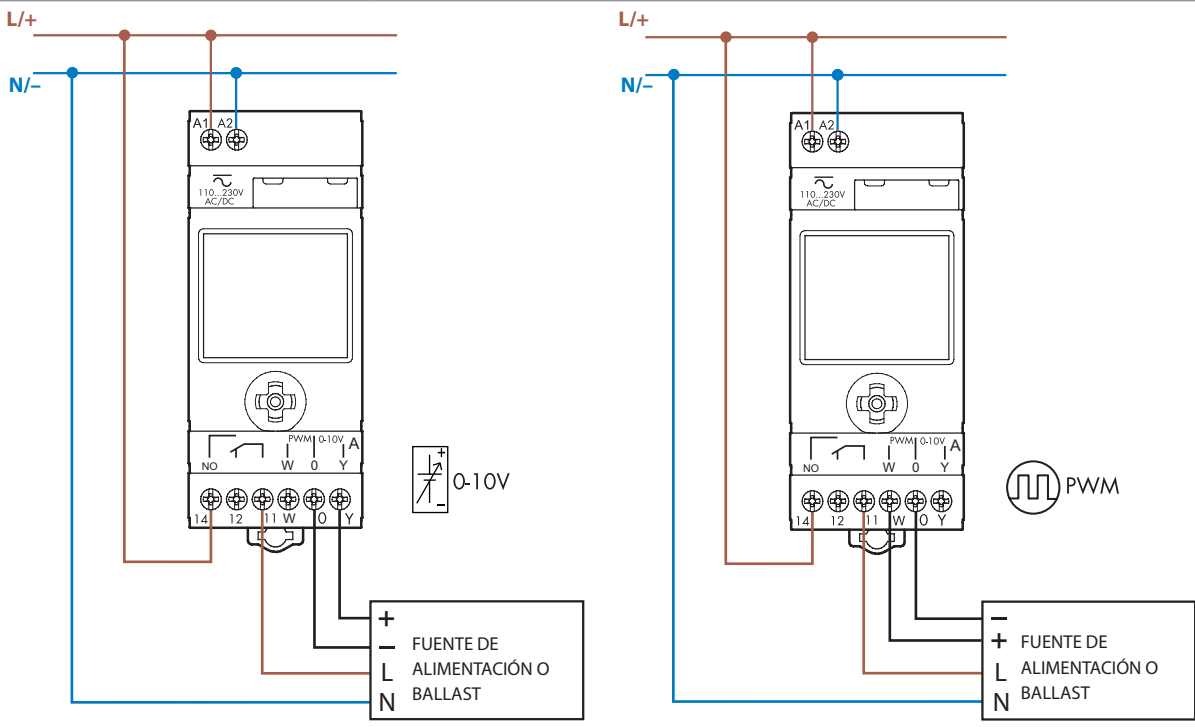 L/+
N/–
A1 A2
110...230V
AC/DC
PWM 0-10V A
NO W 0 Y
14 12 11 W 0 Y
0-10V
+
–
+
– FUENTE DE
L ALIMENTACIÓN O
N BALLAST
L/+
N/–
A1 A2
110...230V
AC/DC
PWM 0-10V A
NO W 0 Y
14 12 11 W 0 Y
PWM
–
+ FUENTE DE
L ALIMENTACIÓN O
N BALLAST